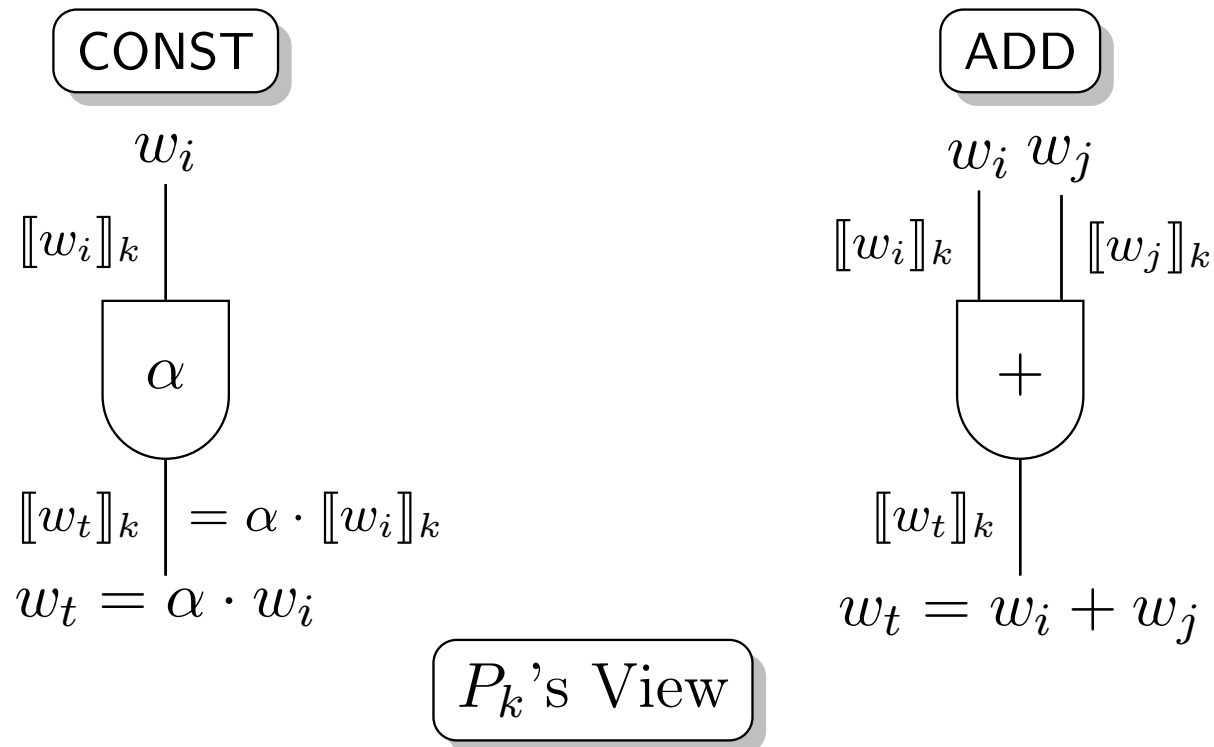 CONST
ADD
w_i
w_i w_j
⟦w_i⟧_k
⟦w_i⟧_k
⟦w_j⟧_k
α
+
⟦w_t⟧_k = α · ⟦w_i⟧_k
⟦w_t⟧_k
w_t = α · w_i
w_t = w_i + w_j
P_k's View